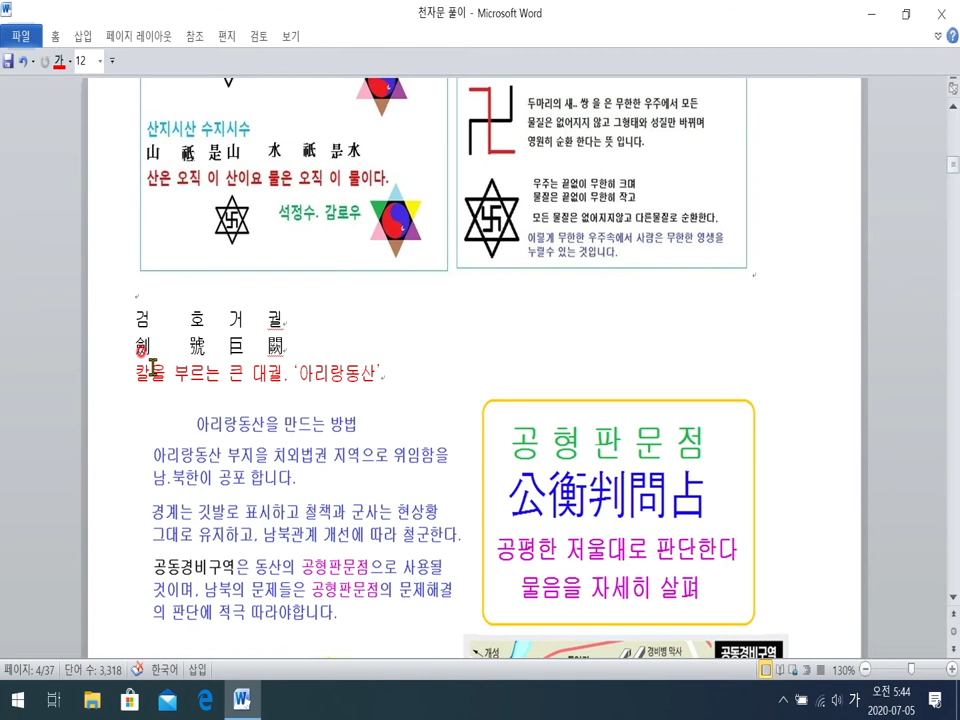 천자문 풀이 - Microsoft Word
파일 홈 삽입 페이지 레이아웃 참조 편지 검토 보기
가 12
산지시산 수지시수
山 祗 是 山 水 祗 是 水
산은 오직 이 산이요 물은 오직 이 물이다.
석정수. 감로우
두마리의 새.. 쌍 을 은 무한한 우주에서 모든
물질은 없어지지 않고 그형태와 성질만 바뀌며
영원히 순환 한다는 뜻 입니다.
우주는 끝없이 무한히 크며
물질은 끝없이 무한히 작고
모든 물질은 없어지지않고 다른물질로 순환한다.
이렇게 무한한 우주속에서 사람은 무한한 영생을
누릴수 있는 것입니다.
검 호 거 궐
劍 號 巨 闕
칼을 부르는 큰 대궐. ‘아리랑동산’
아리랑동산을 만드는 방법
아리랑동산 부지을 치외법권 지역으로 위임함을
남.북한이 공포 합니다.
경계는 깃발로 표시하고 철책과 군사는 현상황
그대로 유지하고, 남북관계 개선에 따라 철군한다.
공동경비구역은 동산의 공형판문점으로 사용될
것이며, 남북의 문제들은 공형판문점의 문제해결
의 판단에 적극 따라야합니다.
공 형 판 문 점
公衡判問占
공평한 저울대로 판단한다
물음을 자세히 살펴
개성
경비병 막사
공동경비구역
페이지: 4/37 단어 수: 3,318 한국어 삽입 130%
가 오전 5:44
2020-07-05